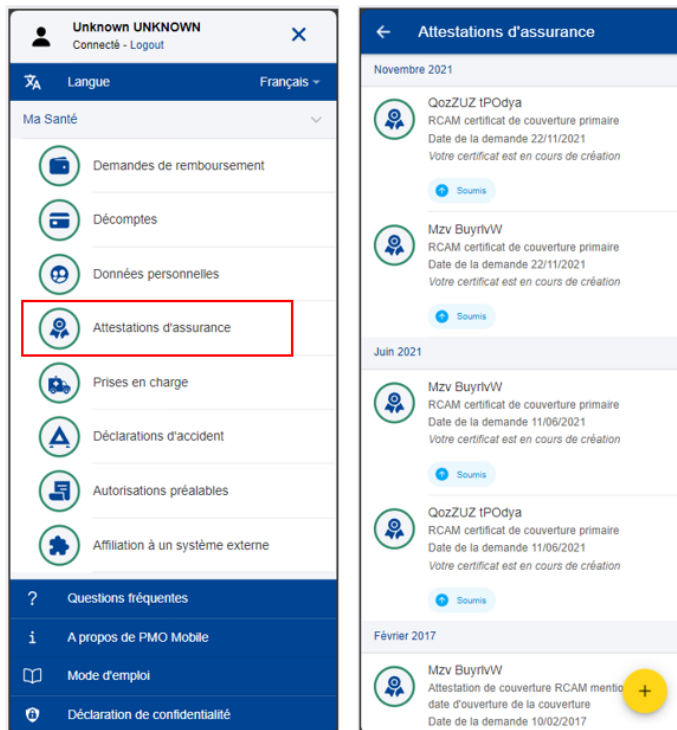 Unknown UNKNOWN
Connecté - Logout
Langue
Français
Ma Santé
Demandes de remboursement
Décomptes
Données personnelles
Attestations d'assurance
Prises en charge
Déclarations d'accident
Autorisations préalables
Affiliation à un système externe
? Questions fréquentes
i A propos de PMO Mobile
Mode d'emploi
Déclaration de confidentialité
Attestations d'assurance
Novembre 2021
QozZUZ tPOdya
RCAM certificat de couverture primaire
Date de la demande 22/11/2021
Votre certificat est en cours de création
Soumis
Mzv BuyrlvW
RCAM certificat de couverture primaire
Date de la demande 22/11/2021
Votre certificat est en cours de création
Soumis
Juin 2021
Mzv BuyrlvW
RCAM certificat de couverture primaire
Date de la demande 11/06/2021
Votre certificat est en cours de création
Soumis
QozZUZ tPOdya
RCAM certificat de couverture primaire
Date de la demande 11/06/2021
Votre certificat est en cours de création
Soumis
Février 2017
Mzv BuyrlvW
Attestation de couverture RCAM mentio
date d'ouverture de la couverture
Date de la demande 10/02/2017